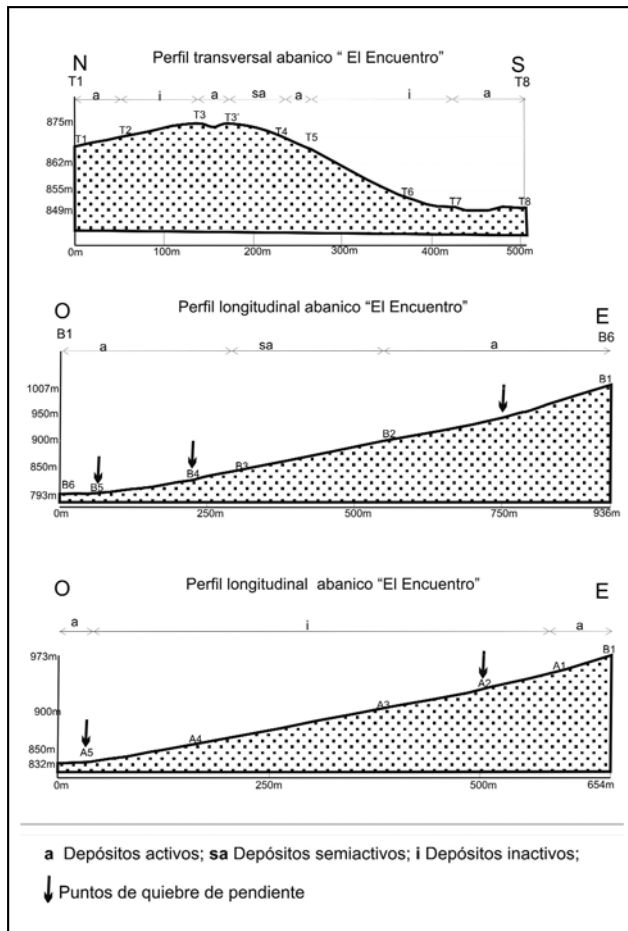 Perfil transversal abanico “ El Encuentro”
N S
T1 T8
a i a sa a i a
875m
862m
855m
849m
T1 T2 T3 T3' T4 T5 T6 T7 T8
0m 100m 200m 300m 400m 500m
Perfil longitudinal abanico “El Encuentro”
O E
B1 B6
a sa a
1007m
950m
900m
850m
793m
B6 B5 B4 B3 B2 B1
0m 250m 500m 750m 936m
Perfil longitudinal abanico “El Encuentro”
O E
a i a
973m
900m
850m
832m
A5 A4 A3 A2 A1 B1
0m 250m 500m 654m
a Depósitos activos; sa Depósitos semiactivos; i Depósitos inactivos;
Puntos de quiebre de pendiente